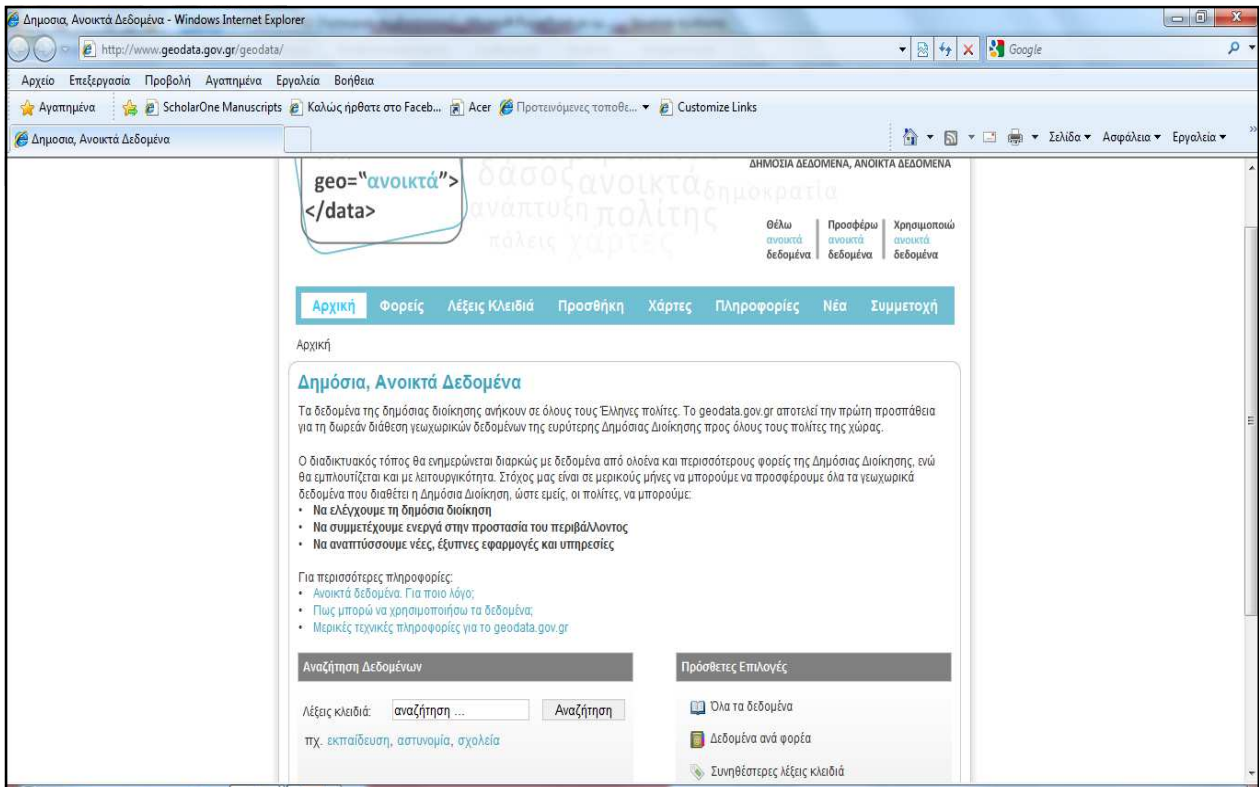 Δημοσια, Ανοικτά Δεδομένα - Windows Internet Explorer
http://www.geodata.gov.gr/geodata/
Google
Αρχείο Επεξεργασία Προβολή Αγαπημένα Εργαλεία Βοήθεια
Αγαπημένα ScholarOne Manuscripts Καλώς ήρθατε στο Faceb... Acer Προτεινόμενες τοποθε... Customize Links
Δημοσια, Ανοικτά Δεδομένα
Σελίδα Ασφάλεια Εργαλεία
ΔΗΜΟΣΙΑ ΔΕΔΟΜΕΝΑ, ΑΝΟΙΚΤΑ ΔΕΔΟΜΕΝΑ
geo="ανοικτά">
</data>
δάσος ανοικτά δημοκρατία
ανάπτυξη πολίτης
πόλεις χάρτες
Θέλω Προσφέρω Χρησιμοποιώ
ανοικτά ανοικτά ανοικτά
δεδομένα δεδομένα δεδομένα
Αρχική Φορείς Λέξεις Κλειδιά Προσθήκη Χάρτες Πληροφορίες Νέα Συμμετοχή
Αρχική
Δημόσια, Ανοικτά Δεδομένα
Τα δεδομένα της δημόσιας διοίκησης ανήκουν σε όλους τους Έλληνες πολίτες. Το geodata.gov.gr αποτελεί την πρώτη προσπάθεια
για τη δωρεάν διάθεση γεωχωρικών δεδομένων της ευρύτερης Δημόσιας Διοίκησης προς όλους τους πολίτες της χώρας.
Ο διαδικτυακός τόπος θα ενημερώνεται διαρκώς με δεδομένα από ολοένα και περισσότερους φορείς της Δημόσιας Διοίκησης, ενώ
θα εμπλουτίζεται και με λειτουργικότητα. Στόχος μας είναι σε μερικούς μήνες να μπορούμε να προσφέρουμε όλα τα γεωχωρικά
δεδομένα που διαθέτει η Δημόσια Διοίκηση, ώστε εμείς, οι πολίτες, να μπορούμε:
• Να ελέγχουμε τη δημόσια διοίκηση
• Να συμμετέχουμε ενεργά στην προστασία του περιβάλλοντος
• Να αναπτύσσουμε νέες, έξυπνες εφαρμογές και υπηρεσίες
Για περισσότερες πληροφορίες:
• Ανοικτά δεδομένα. Για ποιο λόγο;
• Πως μπορώ να χρησιμοποιήσω τα δεδομένα;
• Μερικές τεχνικές πληροφορίες για το geodata.gov.gr
Αναζήτηση Δεδομένων
Λέξεις κλειδιά: αναζήτηση ... Αναζήτηση
πχ. εκπαίδευση, αστυνομία, σχολεία
Πρόσθετες Επιλογές
Όλα τα δεδομένα
Δεδομένα ανά φορέα
Συνηθέστερες λέξεις κλειδιά